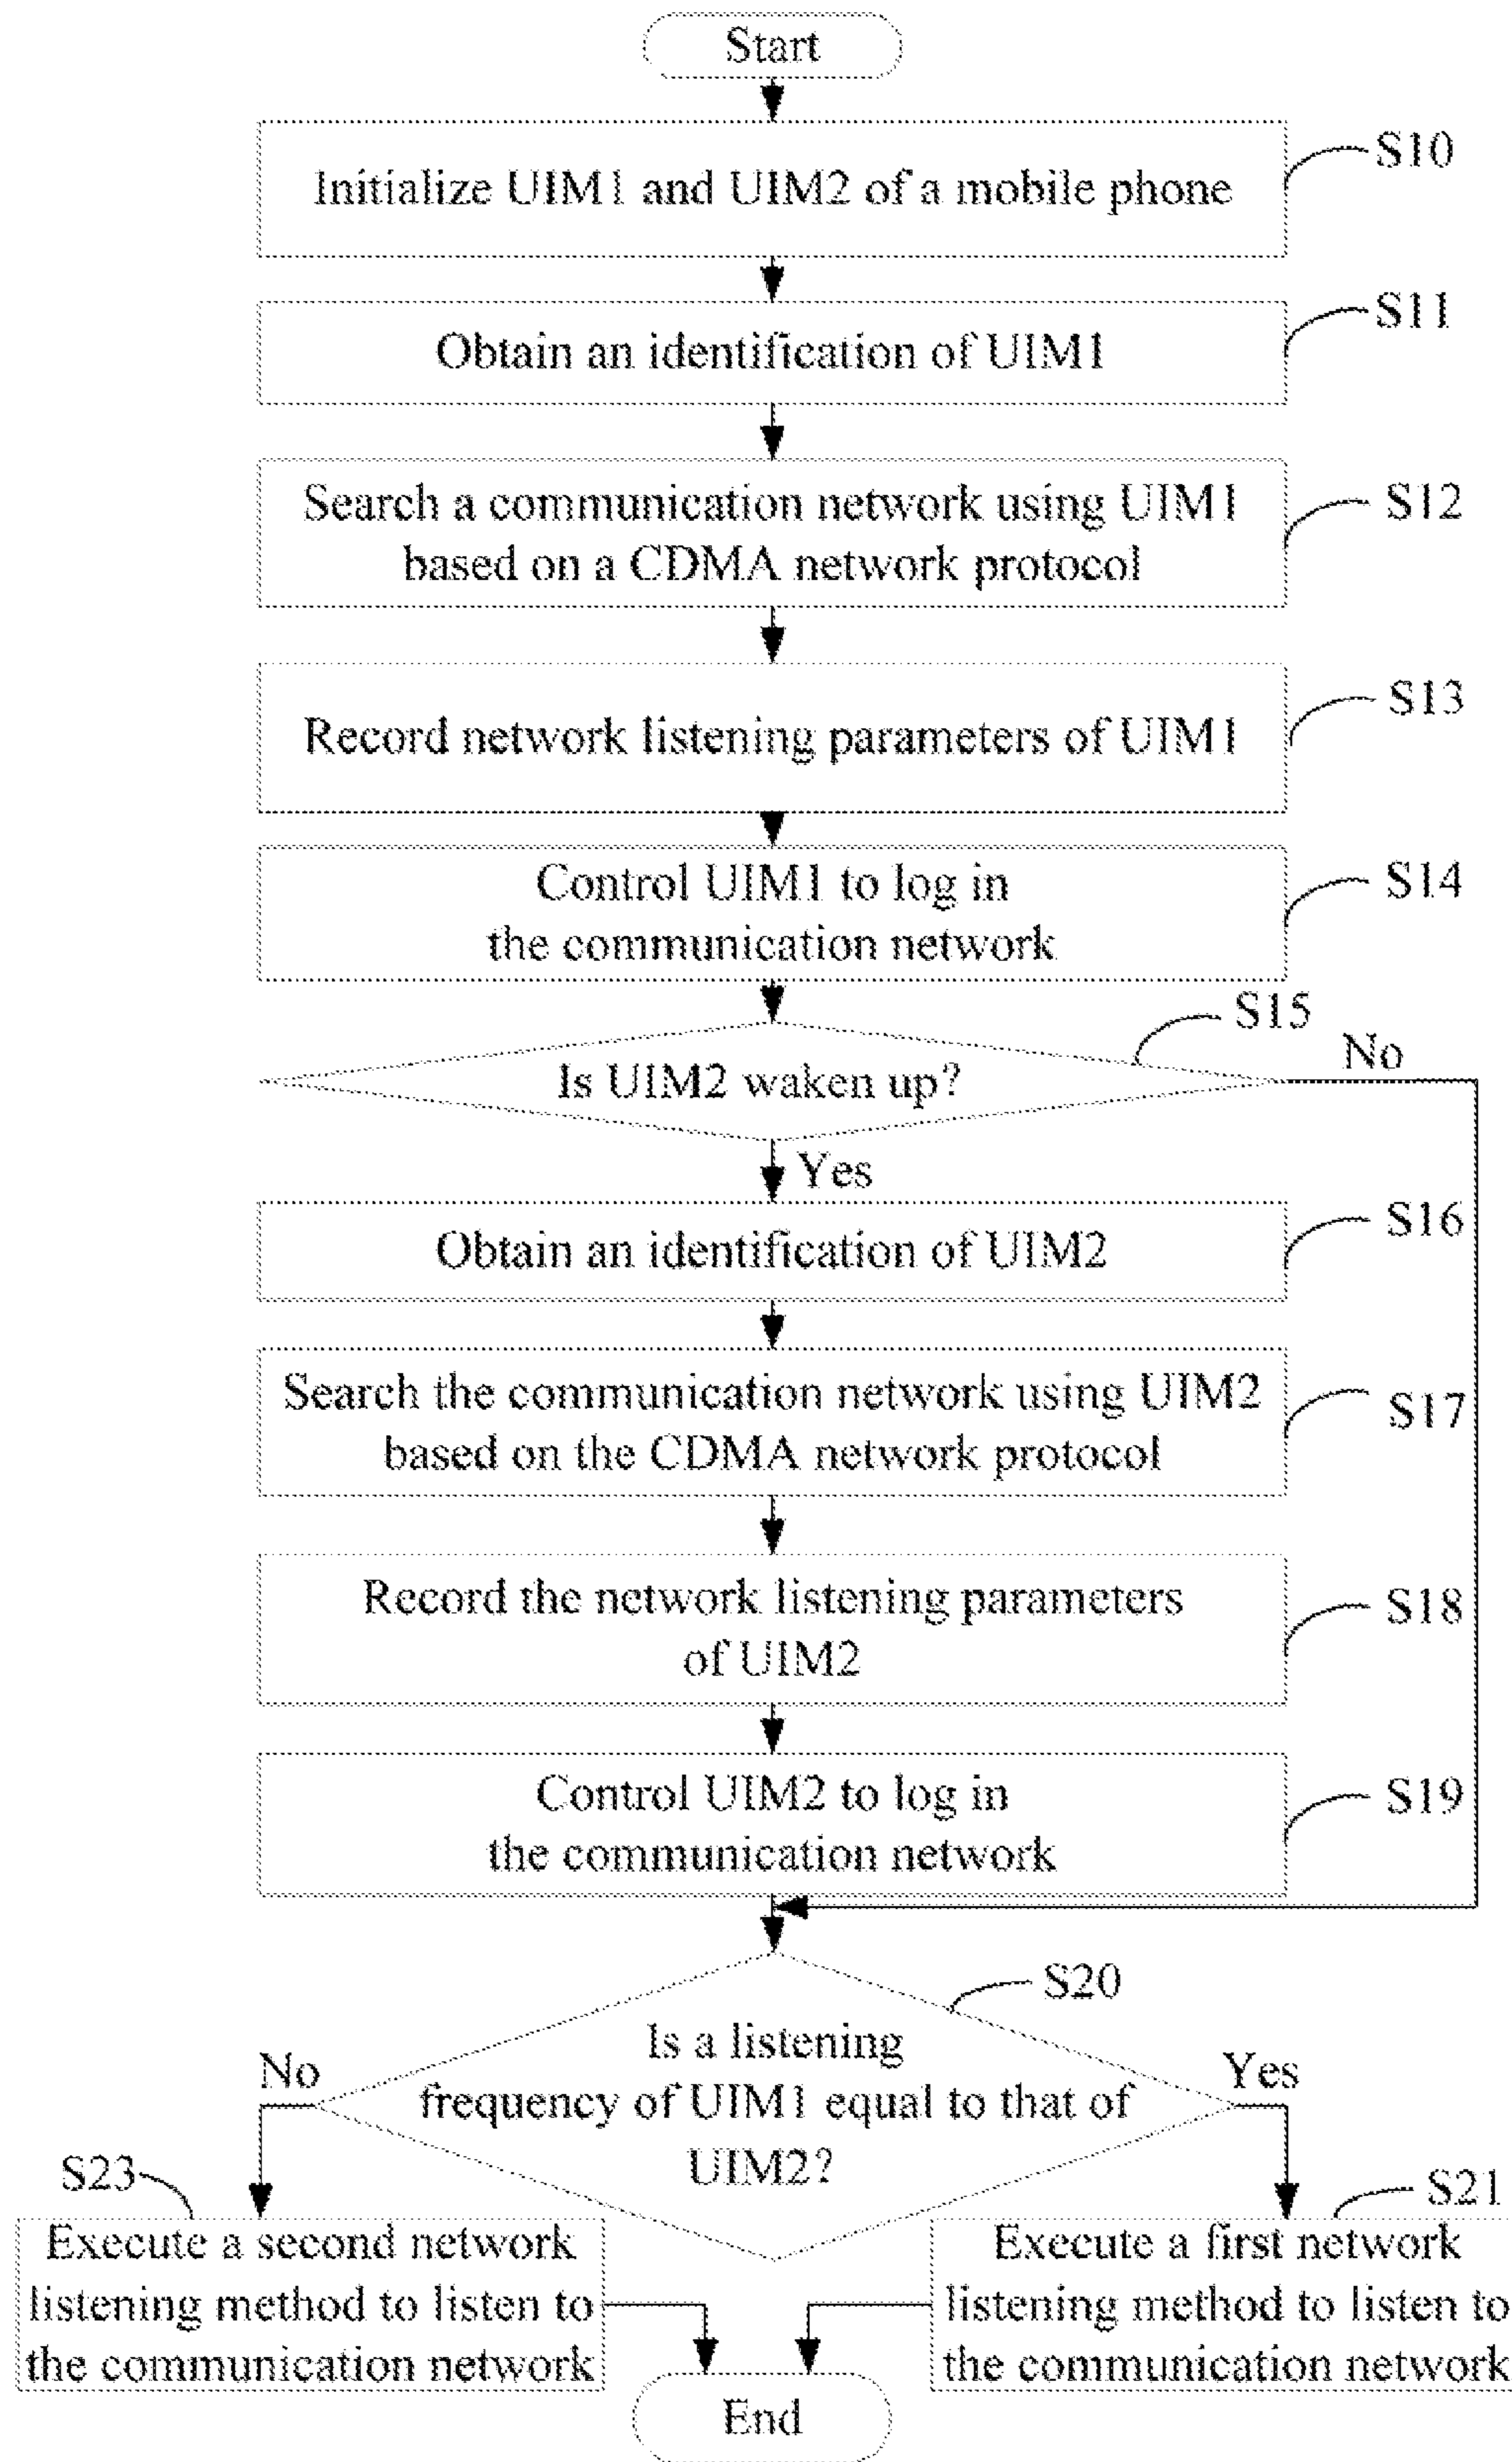 Start
Initialize UIM1 and UIM2 of a mobile phone
S10
Obtain an identification of UIM1
S11
Search a communication network using UIM1
based on a CDMA network protocol
S12
Record network listening parameters of UIM1
S13
Control UIM1 to log in
the communication network
S14
Is UIM2 waken up?
S15
No
Yes
Obtain an identification of UIM2
S16
Search the communication network using UIM2
based on the CDMA network protocol
S17
Record the network listening parameters
of UIM2
S18
Control UIM2 to log in
the communication network
S19
Is a listening
frequency of UIM1 equal to that of
UIM2?
S20
No
Yes
S23
Execute a second network
listening method to listen to
the communication network
S21
Execute a first network
listening method to listen to
the communication network
End